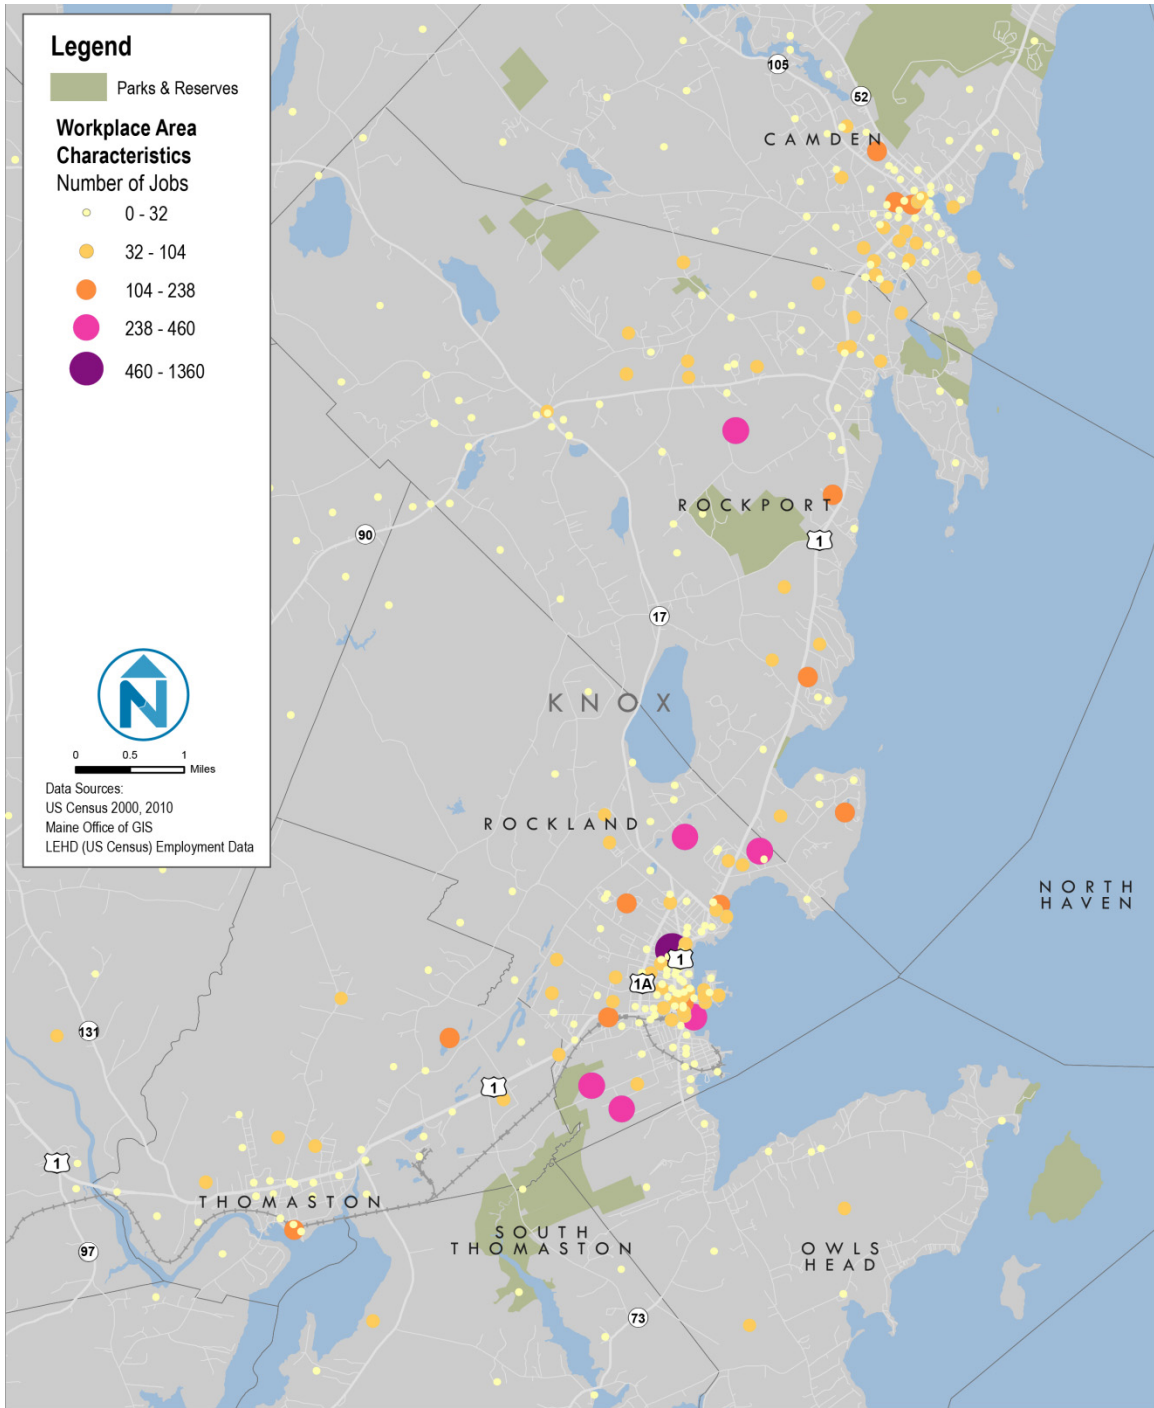 Legend
Parks & Reserves
Workplace Area
Characteristics
Number of Jobs
0 - 32
32 - 104
104 - 238
238 - 460
460 - 1360
N
0 0.5 1
Miles
Data Sources:
US Census 2000, 2010
Maine Office of GIS
LEHD (US Census) Employment Data
105
52
CAMDEN
ROCKPORT
1
90
17
KNOX
ROCKLAND
NORTH
HAVEN
1
1A
131
1
1
THOMASTON
SOUTH
THOMASTON
OWLS
HEAD
97
73